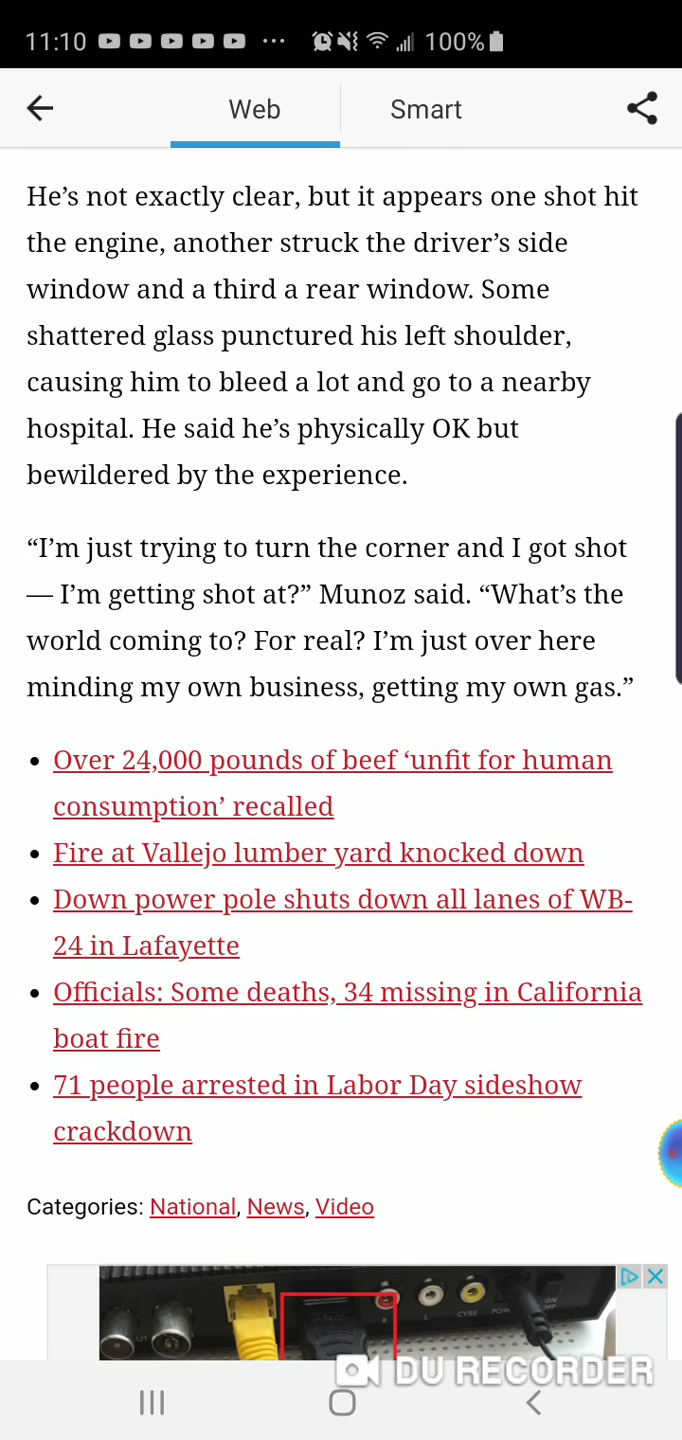 11:10 ... 100%
Web Smart
He’s not exactly clear, but it appears one shot hit
the engine, another struck the driver’s side
window and a third a rear window. Some
shattered glass punctured his left shoulder,
causing him to bleed a lot and go to a nearby
hospital. He said he’s physically OK but
bewildered by the experience.
“I’m just trying to turn the corner and I got shot
— I’m getting shot at?” Munoz said. “What’s the
world coming to? For real? I’m just over here
minding my own business, getting my own gas.”
• Over 24,000 pounds of beef ‘unfit for human
consumption’ recalled
• Fire at Vallejo lumber yard knocked down
• Down power pole shuts down all lanes of WB-
24 in Lafayette
• Officials: Some deaths, 34 missing in California
boat fire
• 71 people arrested in Labor Day sideshow
crackdown
Categories: National, News, Video
R L CVBS
ON
OFF
DU RECORDER